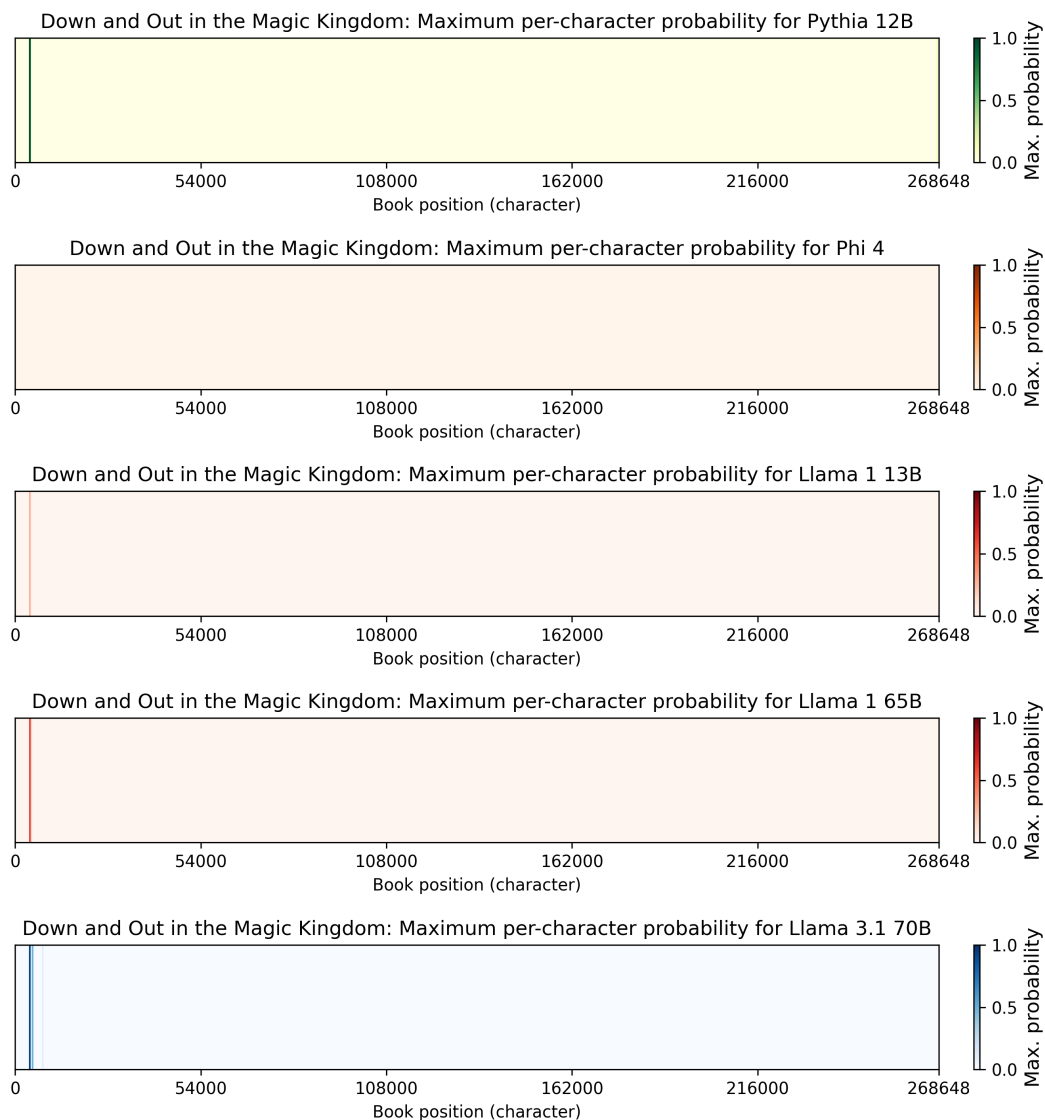 Down and Out in the Magic Kingdom: Maximum per-character probability for Pythia 12B
1.0
0.5
0.0
Max. probability
0 54000 108000 162000 216000 268648
Book position (character)
Down and Out in the Magic Kingdom: Maximum per-character probability for Phi 4
1.0
0.5
0.0
Max. probability
0 54000 108000 162000 216000 268648
Book position (character)
Down and Out in the Magic Kingdom: Maximum per-character probability for Llama 1 13B
1.0
0.5
0.0
Max. probability
0 54000 108000 162000 216000 268648
Book position (character)
Down and Out in the Magic Kingdom: Maximum per-character probability for Llama 1 65B
1.0
0.5
0.0
Max. probability
0 54000 108000 162000 216000 268648
Book position (character)
Down and Out in the Magic Kingdom: Maximum per-character probability for Llama 3.1 70B
1.0
0.5
0.0
Max. probability
0 54000 108000 162000 216000 268648
Book position (character)